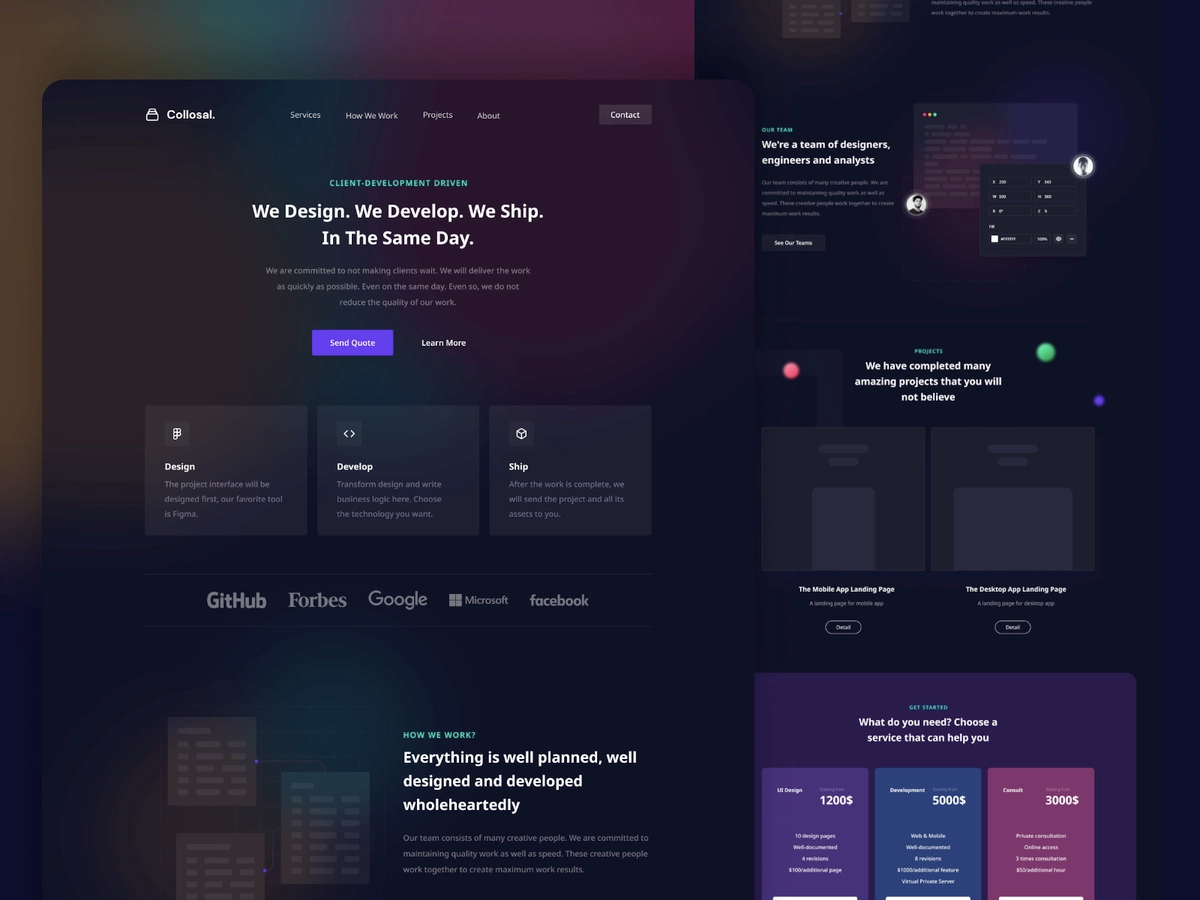 Collosal.
Services
How We Work
Projects
About
Contact
CLIENT-DEVELOPMENT DRIVEN
We Design. We Develop. We Ship.
In The Same Day.
We are committed to not making clients wait. We will deliver the work
as quickly as possible. Even on the same day. Even so, we do not
reduce the quality of our work.
Send Quote
Learn More
Design
The project interface will be
designed first, our favorite tool
is Figma.
Develop
Transform design and write
business logic here. Choose
the technology you want.
Ship
After the work is complete, we
will send the project and all its
assets to you.
GitHub
Forbes
Google
Microsoft
facebook
HOW WE WORK?
Everything is well planned, well
designed and developed
wholeheartedly
Our team consists of many creative people. We are committed to
maintaining quality work as well as speed. These creative people
work together to create maximum work results.
maintaining quality work as well as speed. These creative people
work together to create maximum work results.
OUR TEAM
We're a team of designers,
engineers and analysts
Our team consists of many creative people. We are
committed to maintaining quality work as well as
speed. These creative people work together to create
maximum work results.
See Our Teams
X 230
Y 343
W 500
H 500
R 0°
C 5
Fill
#FFFFFF
100%
PROJECTS
We have completed many
amazing projects that you will
not believe
The Mobile App Landing Page
A landing page for mobile app
Detail
The Desktop App Landing Page
A landing page for desktop app
Detail
GET STARTED
What do you need? Choose a
service that can help you
UI Design
Starting from
1200$
10 design pages
Well-documented
4 revisions
$100/additional page
Development
Starting from
5000$
Web & Mobile
Well-documented
8 revisions
$1000/additional feature
Virtual Private Server
Consult
Starting from
3000$
Private consultation
Online access
3 times consultation
$50/additional hour